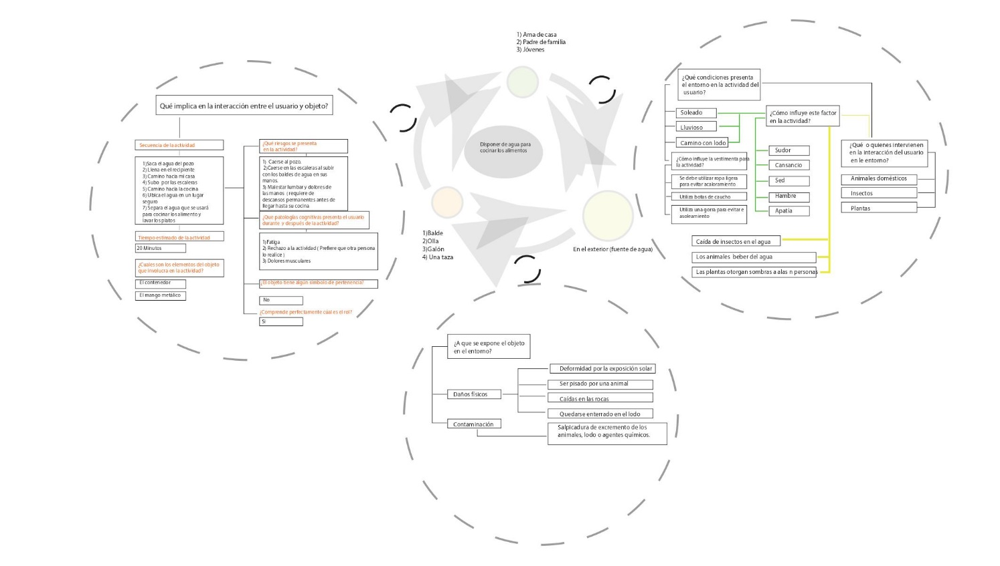 1) Ama de casa
2) Padre de familia
3) Jóvenes
Disponer de agua para
cocinar los alimentos
1)Balde
2)Olla
3)Galón
4) Una taza
En el exterior (fuente de agua)
Qué implica en la interacción entre el usuario y objeto?
Secuencia de la actividad
1)Saca el agua del pozo
2) Llena en el recipiente
3) Camino hacia mi casa
4) Subo por las escaleras
5) Camino hacia la cocina
6) Ubica el agua en un lugar
seguro
7) Separa el agua que se usará
para cocinar los alimento y
lavar los platos
Tiempo estimado de la actividad
20 Minutos
¿Cuales son los elementos del objeto
que involucra en la actividad?
El contenedor
El mango metálico
¿Qué riesgos se presenta
en la actividad?
1) Caerse al pozo.
2)Caerse en las escaleras al subir
con los baldes de agua en sus
manos.
3) Malestar lumbar y dolores de
las manos ( requiere de
descansos permanentes antes de
llegar hasta su cocina
¿Que patologías cognitivas presenta el usuario
durante y después de la actividad?
1)Fatiga
2) Rechazo a la actividad ( Prefiere que otra persona
lo realice )
3) Dolores musculares
¿El objeto tiene algún simbolo de pertenencia?
No
¿Comprende perfectamente cúal es el rol?
Si
¿Qué condiciones presenta
el entorno en la actividad del
usuario?
Soleado
Lluvioso
Camino con lodo
¿Cómo influye la vestimenta para
la actividad?
Se debe utilizar ropa ligera
para evitar acaloramiento
Utiliza botas de caucho
Utiliza una gorra para evitar e
asoleamiento
¿Cómo influye este factor
en la actividad?
Sudor
Cansancio
Sed
Hambre
Apatía
¿Qué o quienes intervienen
en la interacción del usuario
en le entorno?
Animales domésticos
Insectos
Plantas
Caída de insectos en el agua
Los animales beber del agua
Las plantas otorgan sombras a alas n personas
¿A que se expone el objeto
en el entorno?
Daños físicos
Deformidad por la exposición solar
Ser pisado por una animal
Caídas en las rocas
Quedarse enterrado en el lodo
Contaminación
Salpicadura de excremento de los
animales, lodo o agentes químicos.